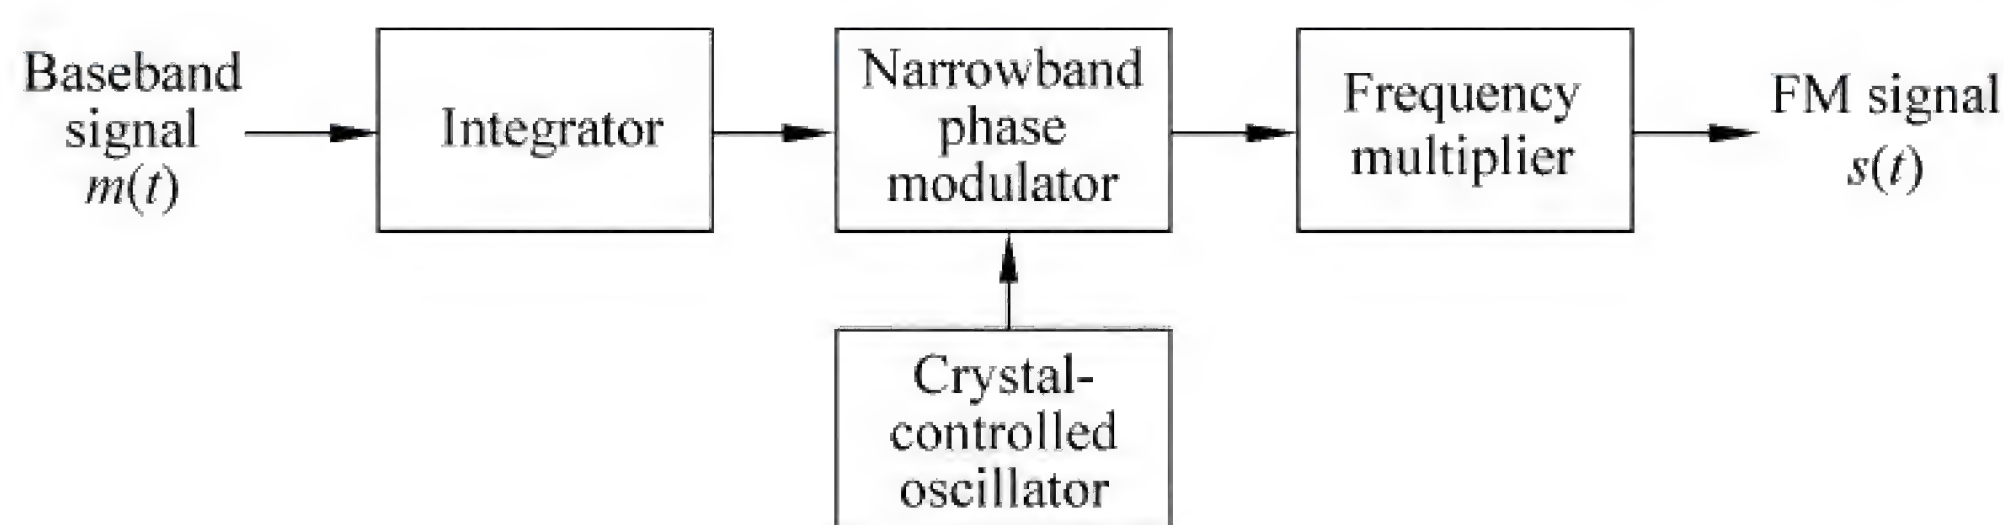 Baseband
signal
m(t)
Integrator
Narrowband
phase
modulator
Frequency
multiplier
FM signal
s(t)
Crystal-
controlled
oscillator